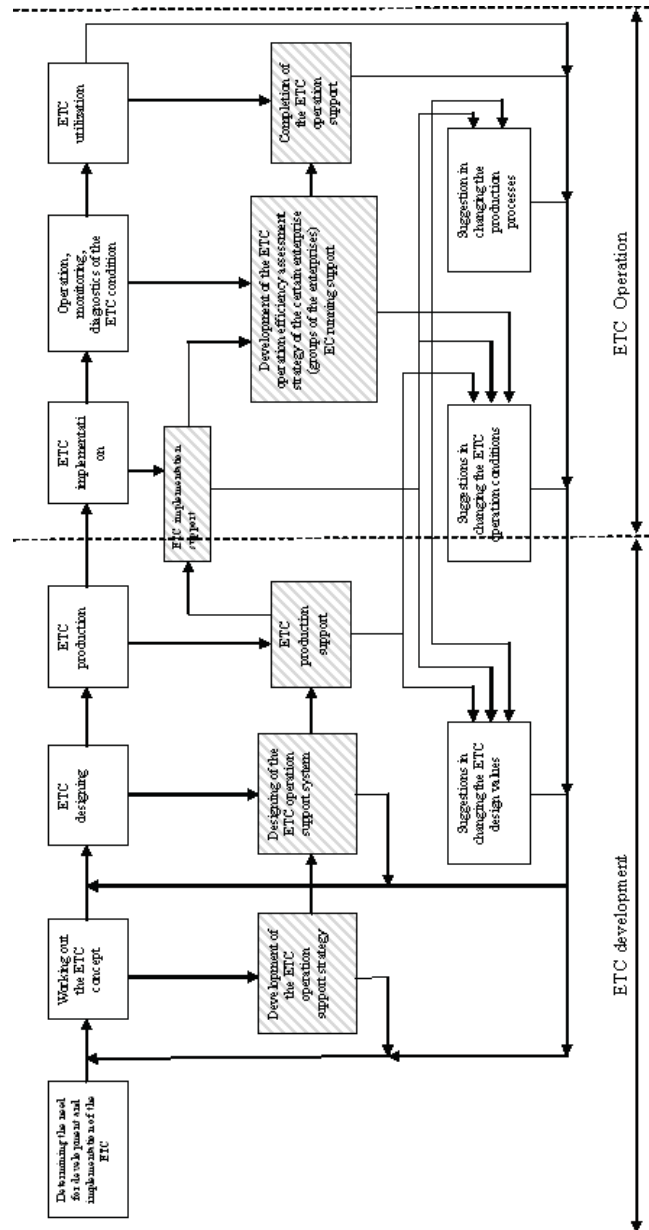 Determining the need
for development and
implementation of the
ETC
Working out
the ETC
concept
ETC
designing
ETC
production
ETC
implementati
on
Operation,
monitoring,
diagnostics of the
ETC condition
ETC
utilization
Development of
the ETC
operation
support strategy
Designing of the
ETC operation
support system
ETC
production
support
ETC implementation
support
Development of the ETC
operation efficiency assessment
strategy of the certain enterprise
(groups of the enterprises)
EC running support
Completion of
the ETC
operation
support
Suggestions in
changing the ETC
design values
Suggestions in
changing the ETC
operation conditions
Suggestion in
changing the
production
processes
ETC development
ETC Operation